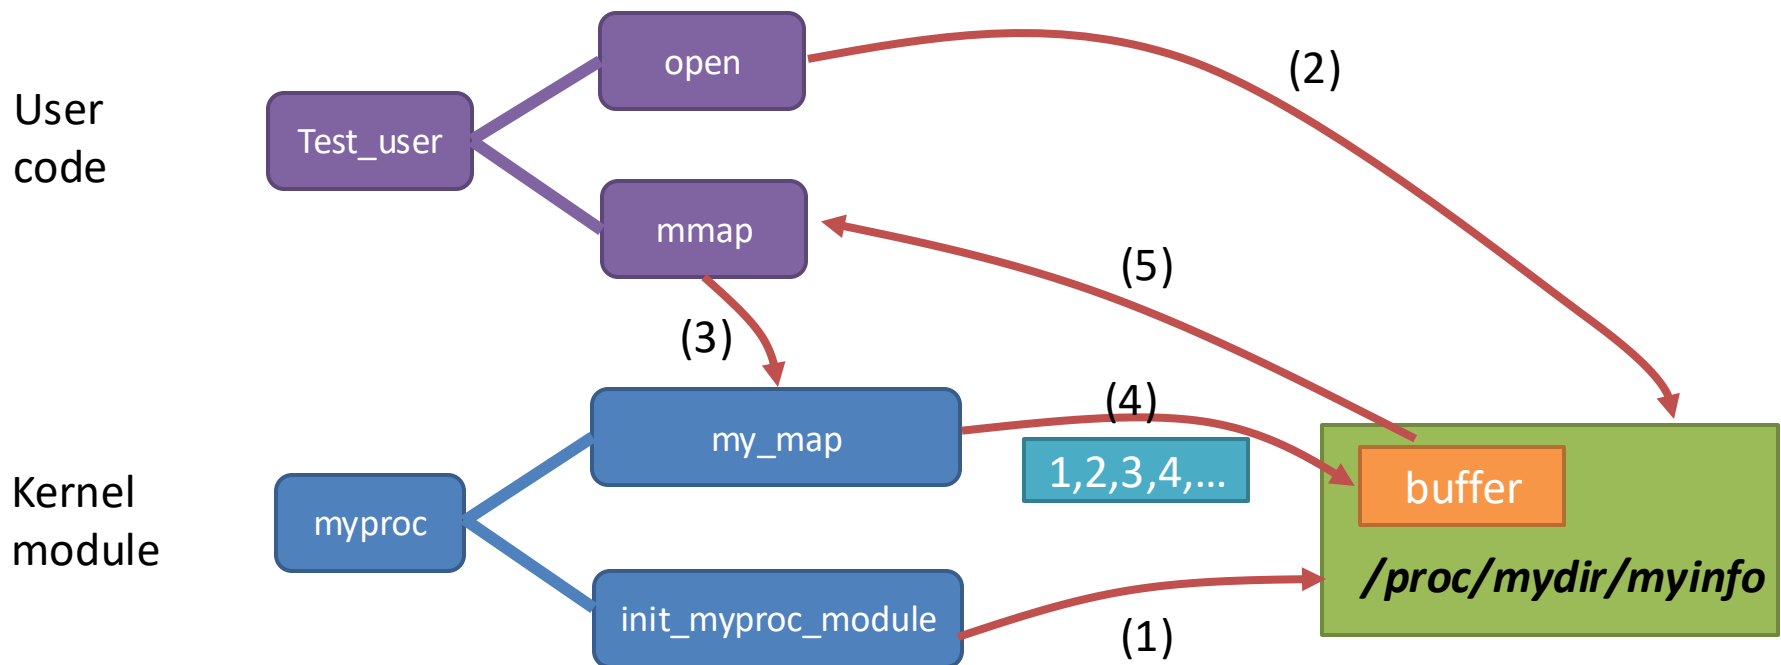 open
(2)
User
code
Test_user
mmap
(5)
(3)
(4)
my_map
1,2,3,4,...
buffer
Kernel
module
myproc
/proc/mydir/myinfo
init_myproc_module
(1)